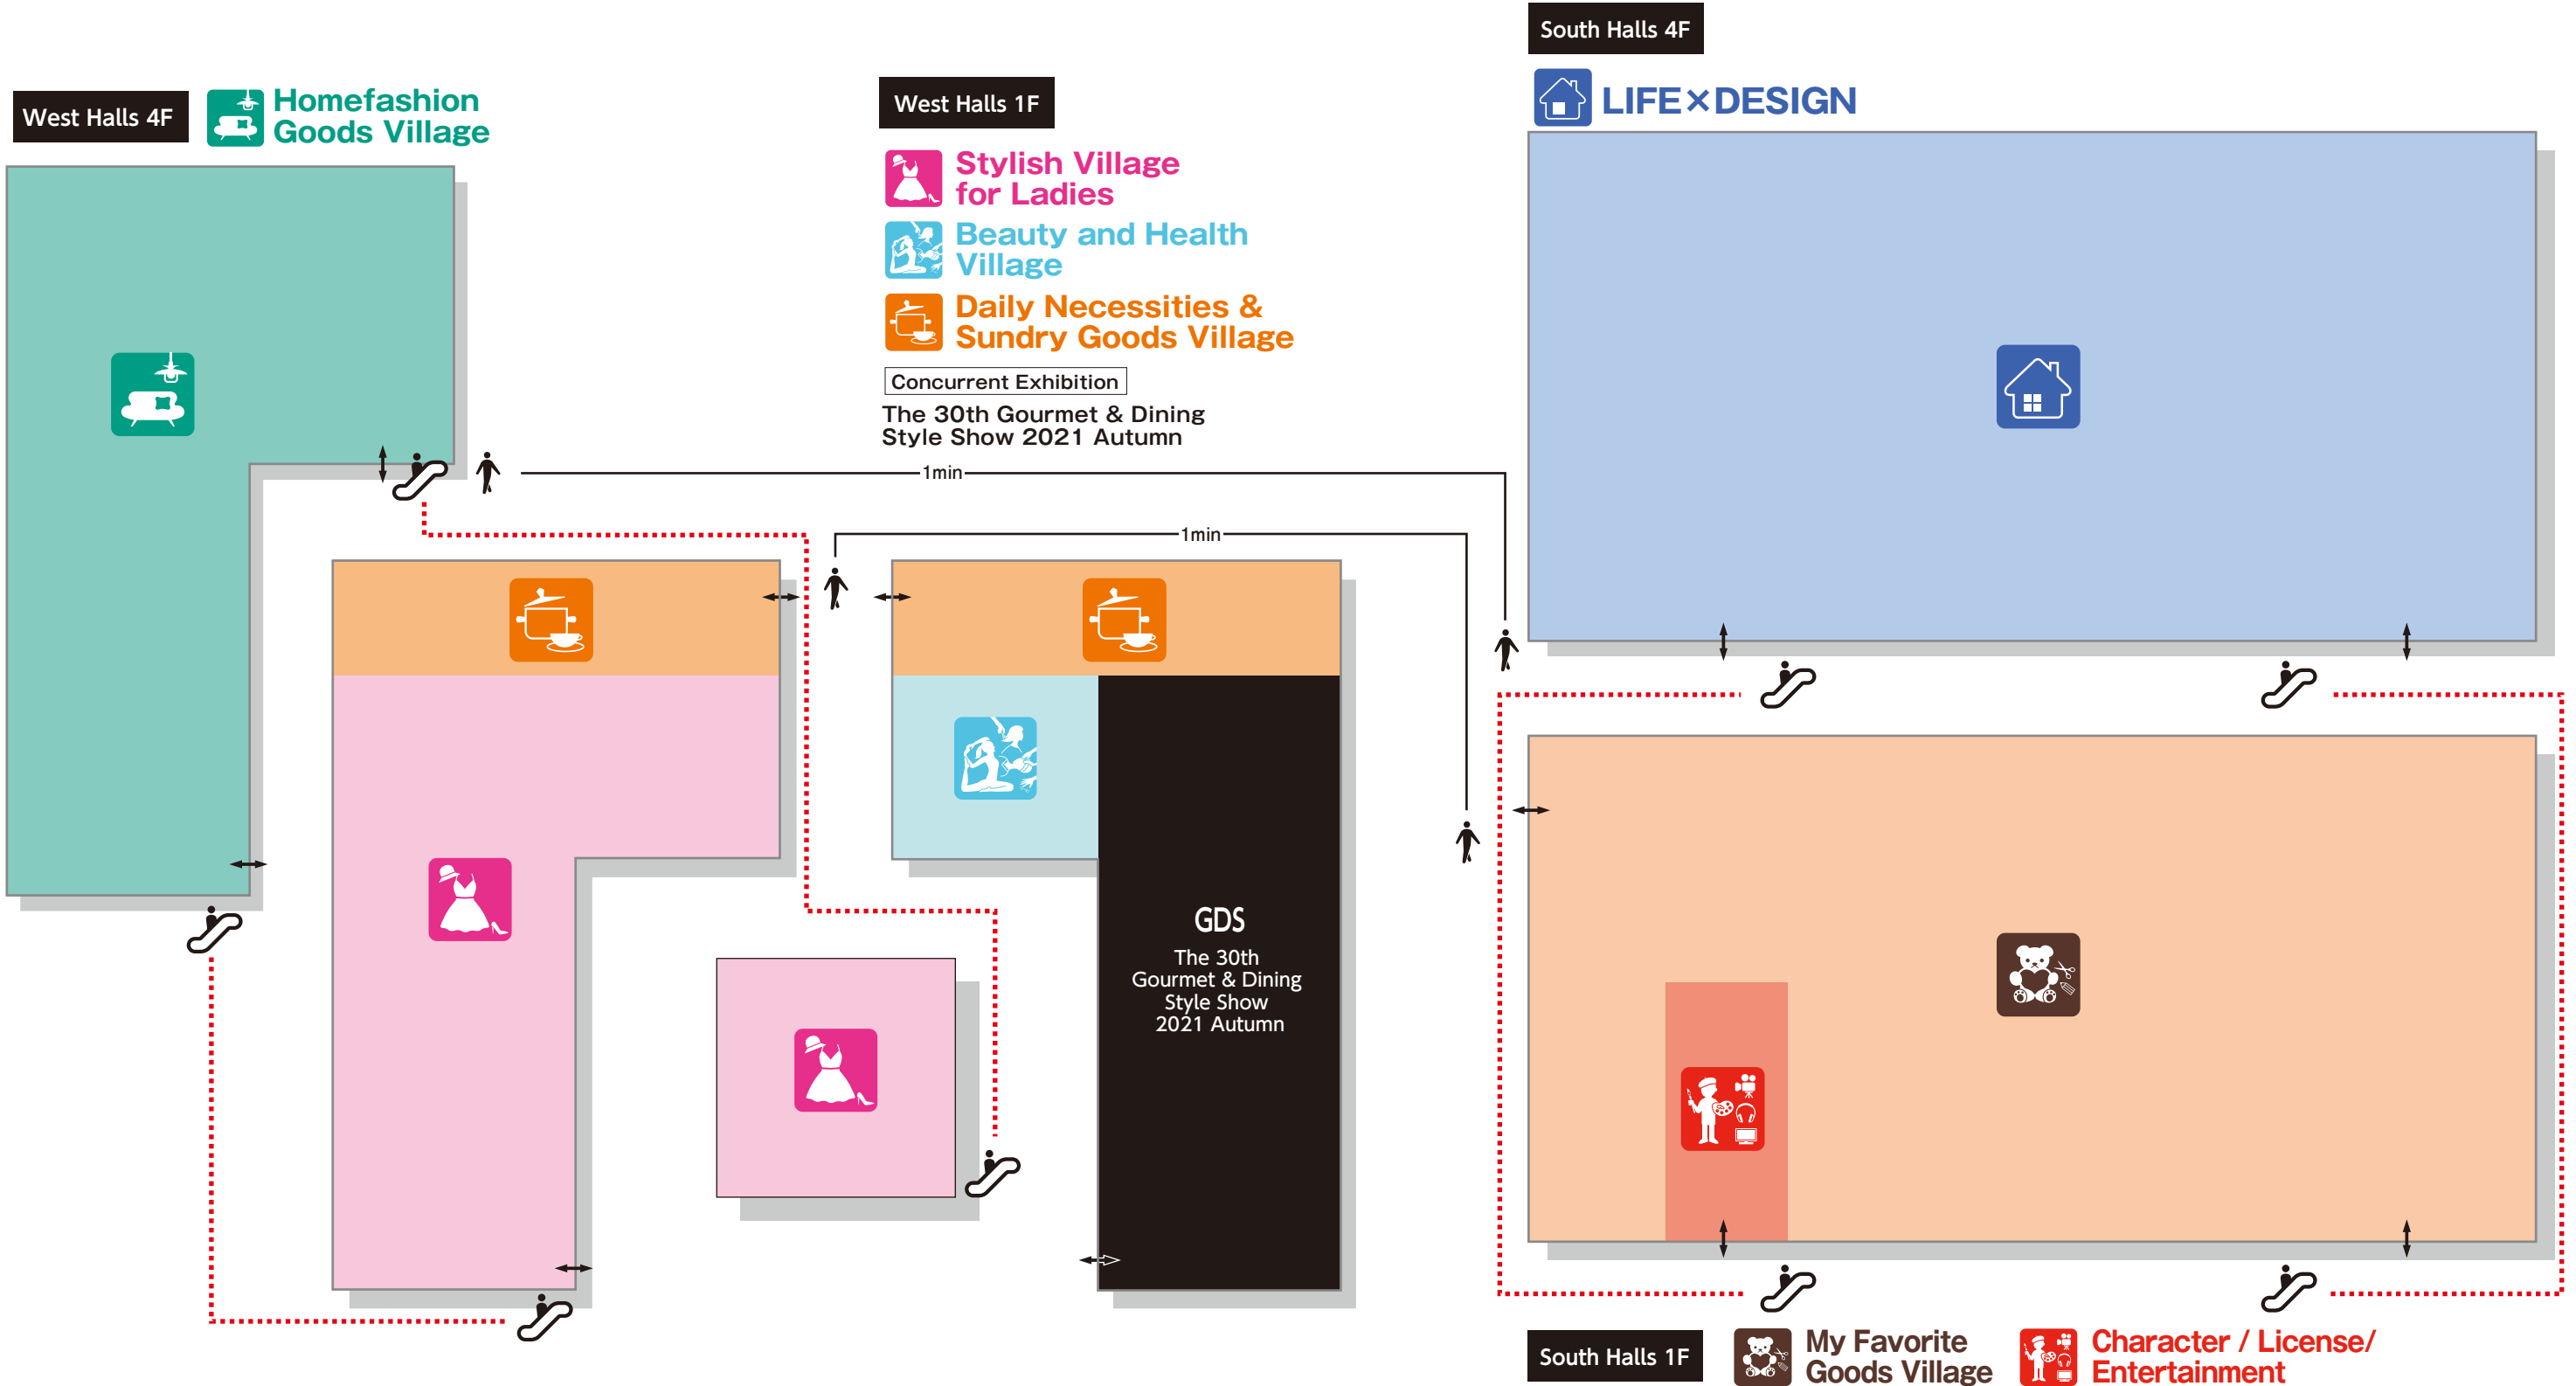 West Halls 4F
Homefashion
Goods Village
West Halls 1F
Stylish Village
for Ladies
Beauty and Health
Village
Daily Necessities &
Sundry Goods Village
Concurrent Exhibition
The 30th Gourmet & Dining
Style Show 2021 Autumn
South Halls 4F
LIFE×DESIGN
1min
1min
GDS
The 30th
Gourmet & Dining
Style Show
2021 Autumn
South Halls 1F
My Favorite
Goods Village
Character / License/
Entertainment